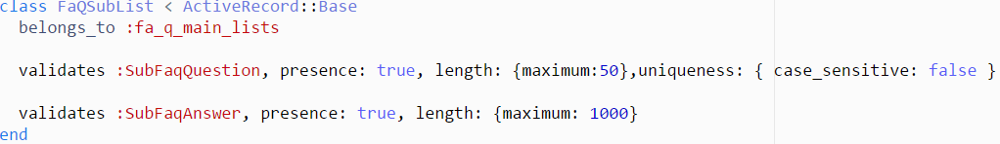 class FaQSubList < ActiveRecord::Base
belongs_to :fa_q_main_lists
validates :SubFaqQuestion, presence: true, length: {maximum:50},uniqueness: { case_sensitive: false }
validates :SubFaqAnswer, presence: true, length: {maximum: 1000}
end